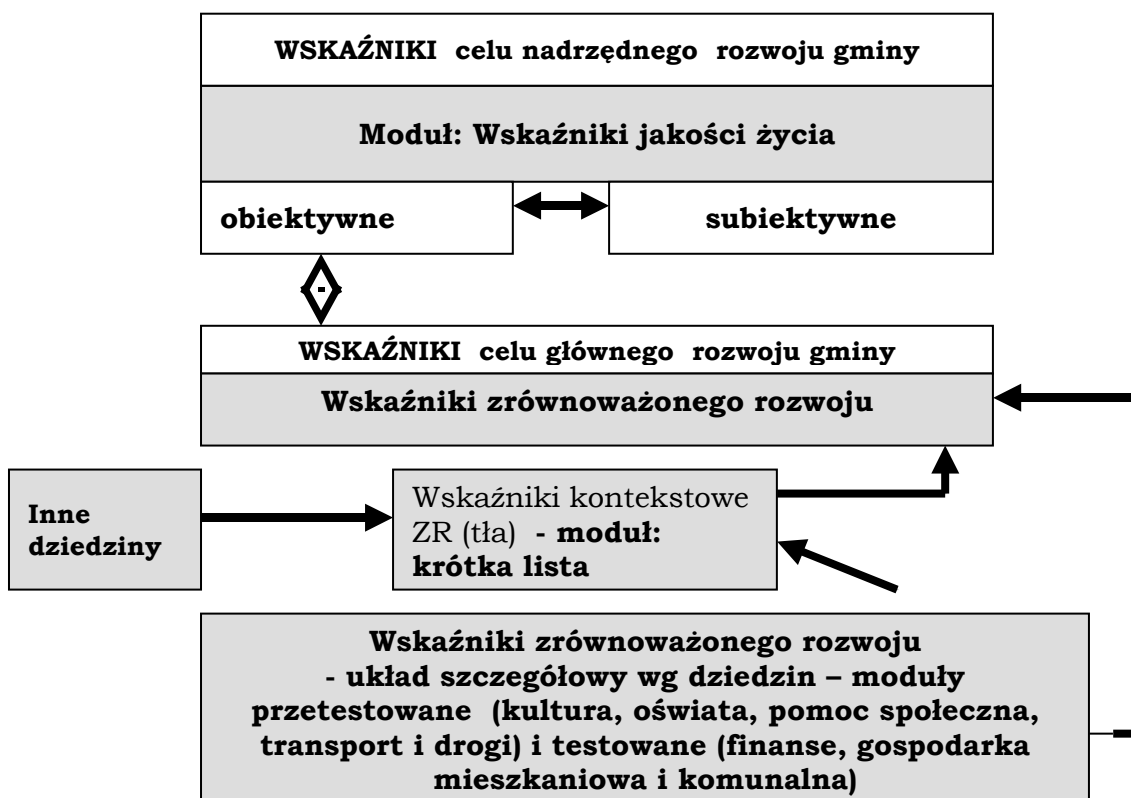 WSKAŹNIKI celu nadrzędnego rozwoju gminy
Moduł: Wskaźniki jakości życia
obiektywne
subiektywne
WSKAŹNIKI celu głównego rozwoju gminy
Wskaźniki zrównoważonego rozwoju
Inne
dziedziny
Wskaźniki kontekstowe
ZR (tła) - moduł:
krótka lista
Wskaźniki zrównoważonego rozwoju
- układ szczegółowy wg dziedzin – moduły
przetestowane (kultura, oświata, pomoc społeczna,
transport i drogi) i testowane (finanse, gospodarka
mieszkaniowa i komunalna)